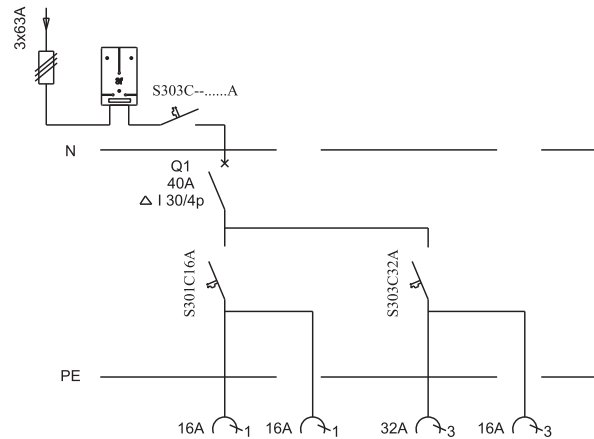 3x63A
S303C--......A
N
Q1
40A
Δ I 30/4p
S301C16A
S303C32A
PE
16A 1 16A 1 32A 3 16A 3